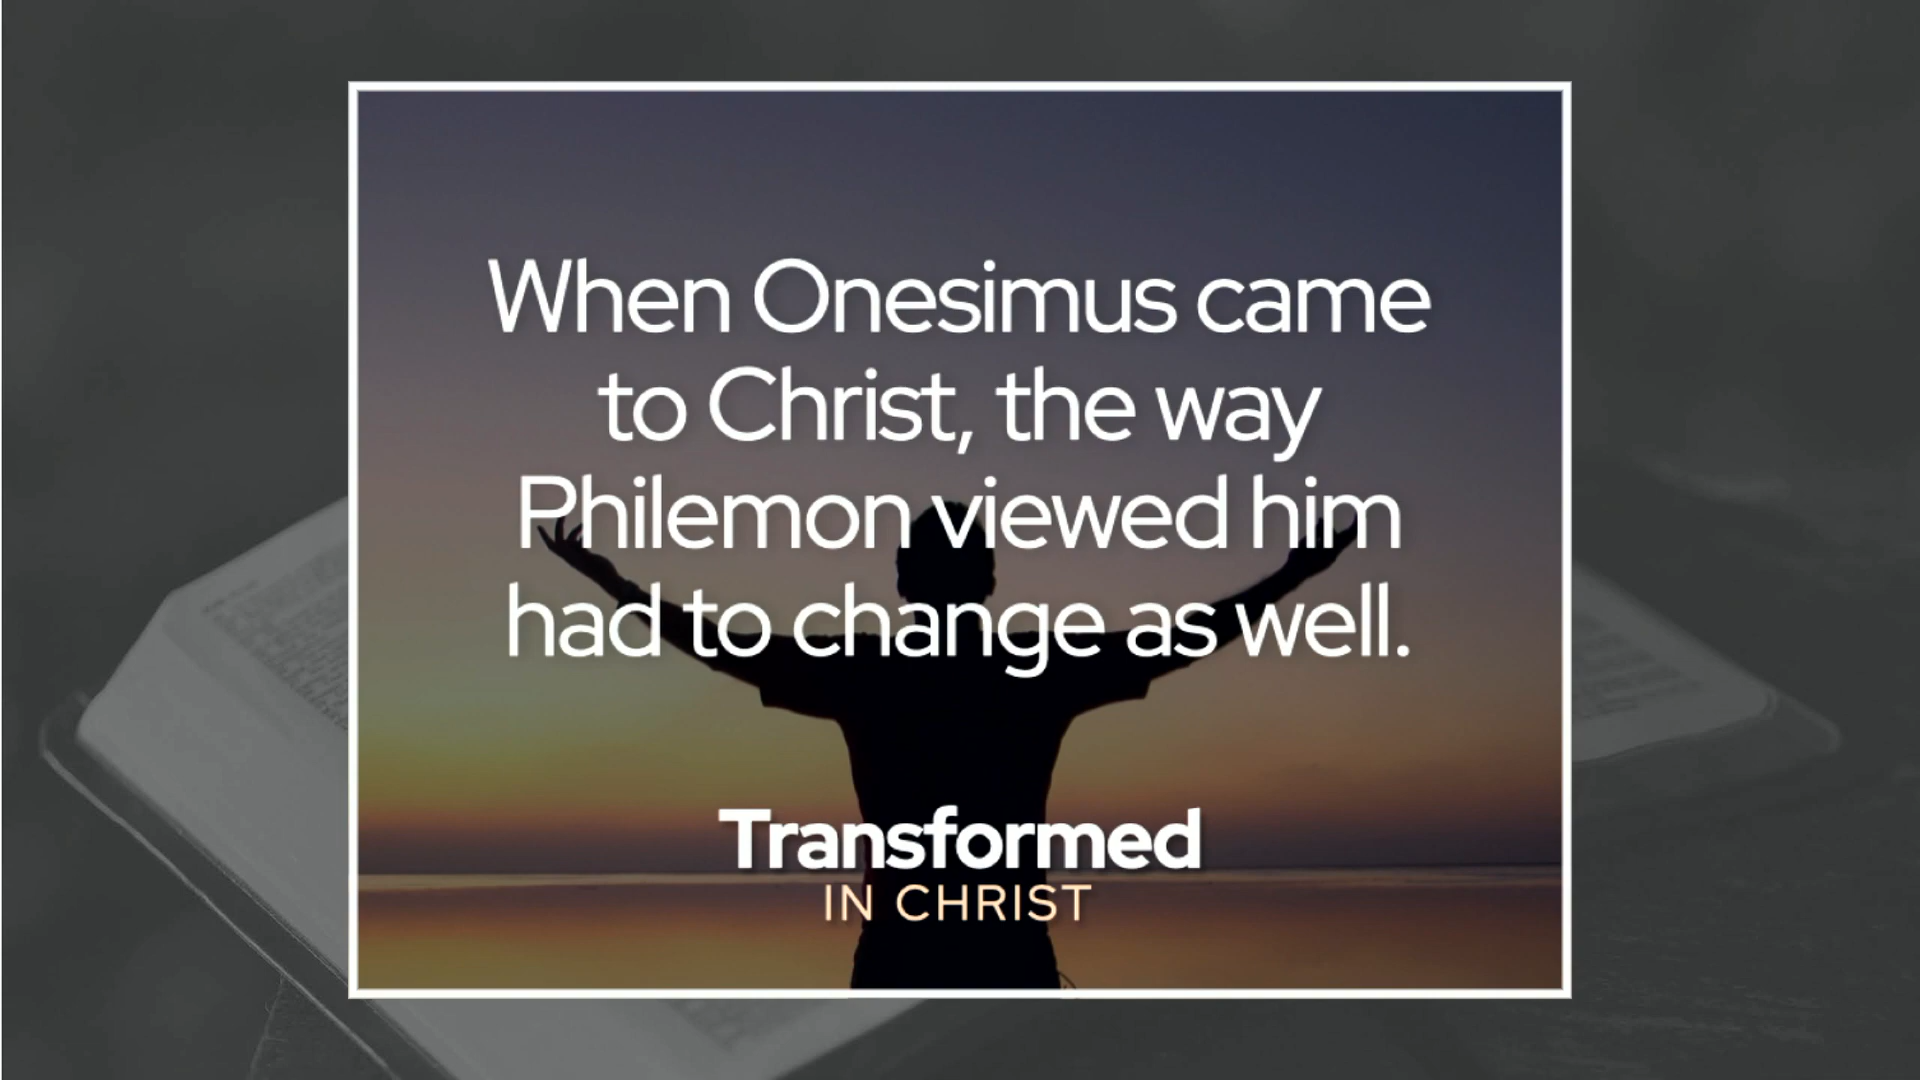 When Onesimus came
to Christ, the way
Philemon viewed him
had to change as well.
Transformed
IN CHRIST